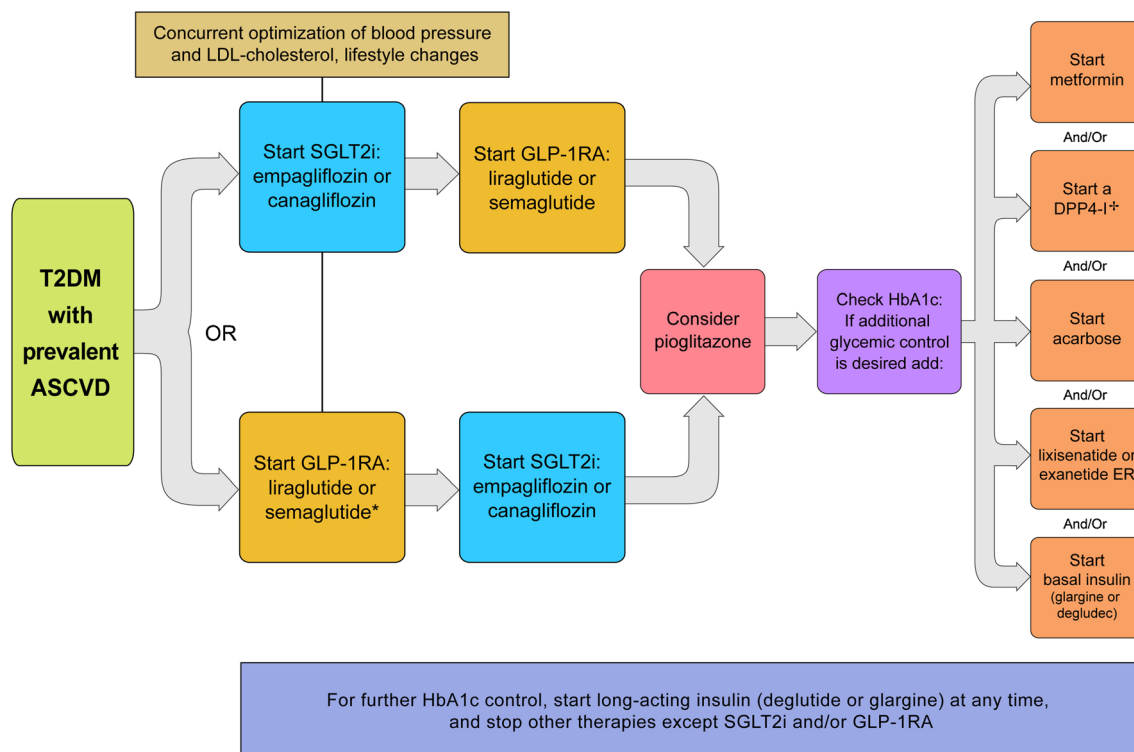 Concurrent optimization of blood pressure
and LDL-cholesterol, lifestyle changes
T2DM
with
prevalent
ASCVD
OR
Start SGLT2i:
empagliflozin or
canagliflozin
Start GLP-1RA:
liraglutide or
semaglutide
Start GLP-1RA:
liraglutide or
semaglutide*
Start SGLT2i:
empagliflozin or
canagliflozin
Consider
pioglitazone
Check HbA1c:
If additional
glycemic control
is desired add:
Start
metformin
And/Or
Start a
DPP4-I✢
And/Or
Start
acarbose
And/Or
Start
lixisenatide or
exanetide ER
And/Or
Start
basal insulin
(glargine or
degludec)
For further HbA1c control, start long-acting insulin (deglutide or glargine) at any time,
and stop other therapies except SGLT2i and/or GLP-1RA